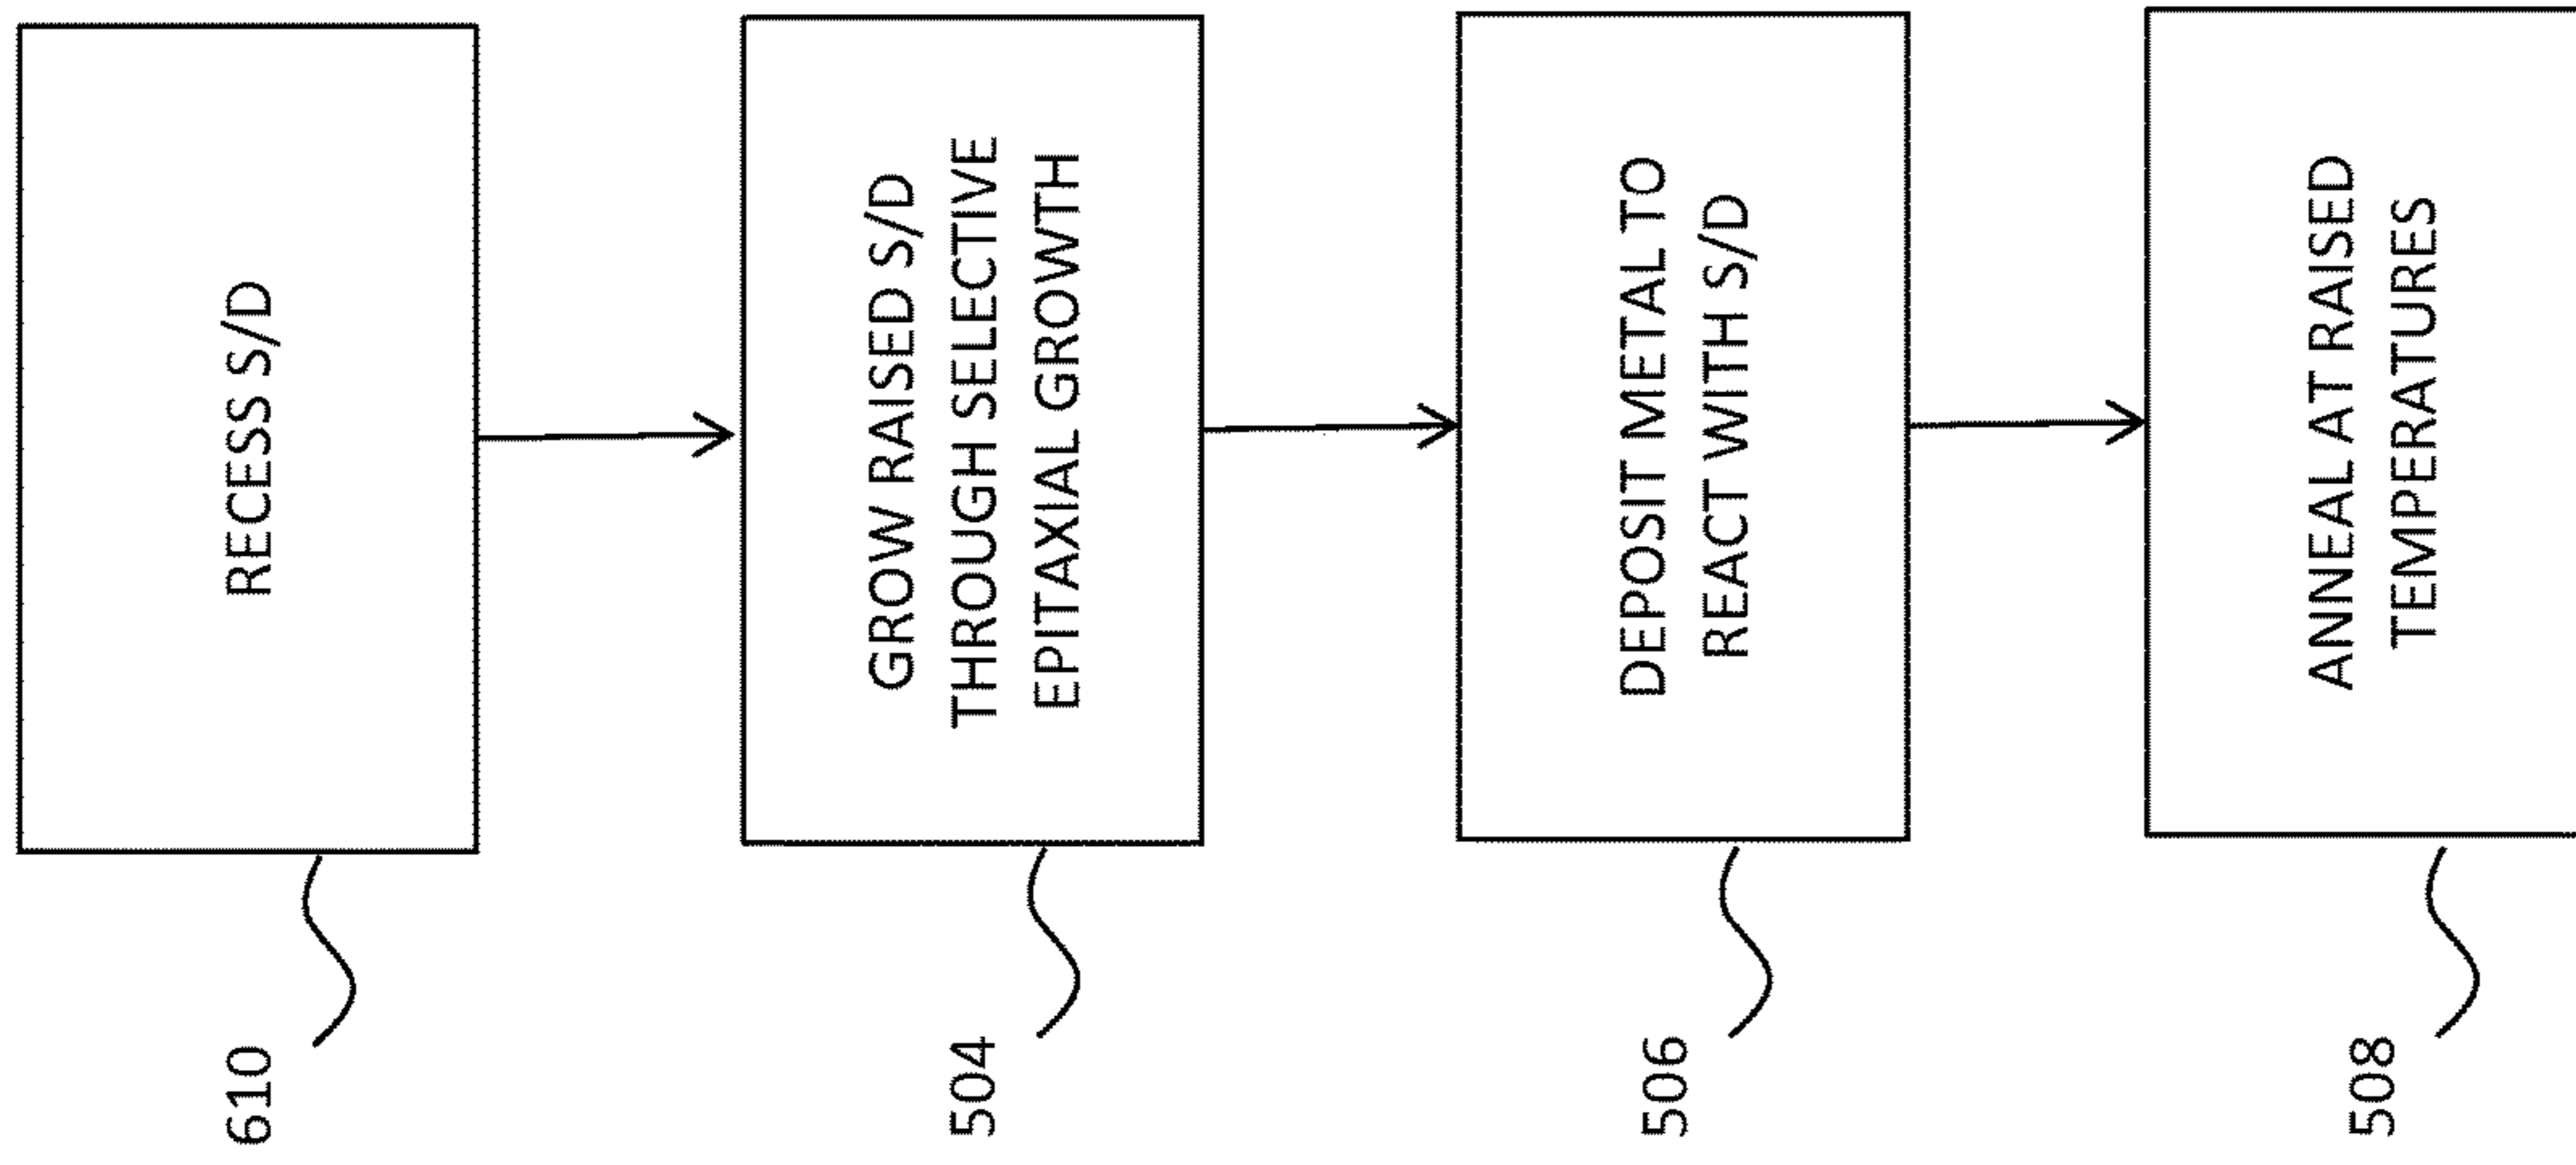 610
RECESS S/D
504
GROW RAISED S/D
THROUGH SELECTIVE
EPITAXIAL GROWTH
506
DEPOSIT METAL TO
REACT WITH S/D
508
ANNEAL AT RAISED
TEMPERATURES